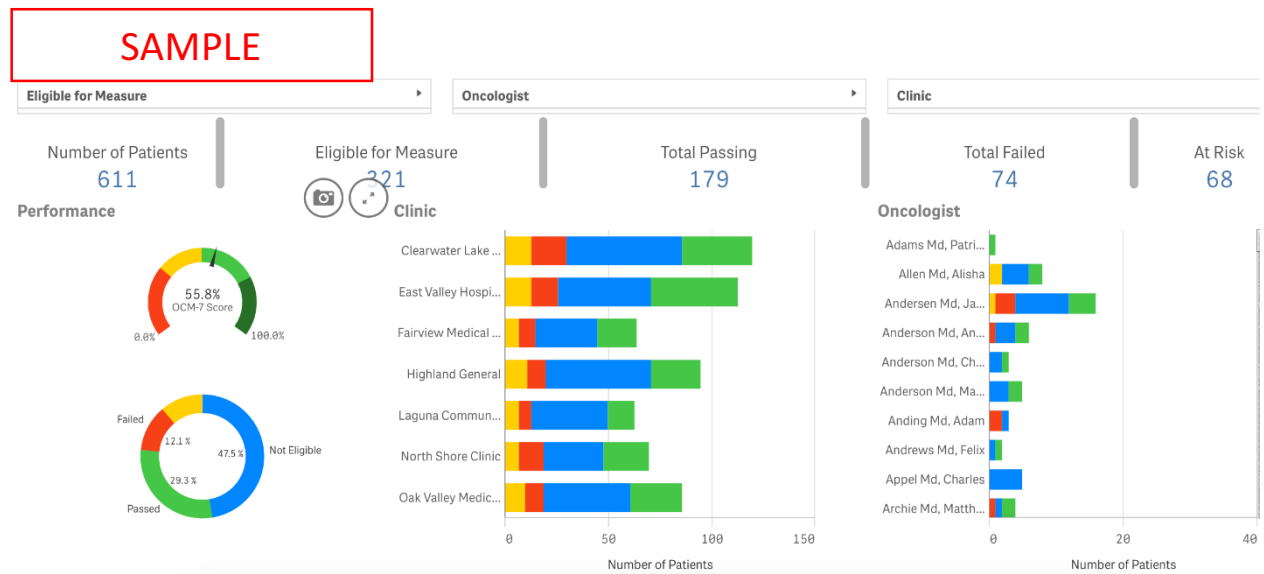 SAMPLE
Eligible for Measure
Oncologist
Clinic
Number of Patients
611
Eligible for Measure
321
Total Passing
179
Total Failed
74
At Risk
68
Performance
55.8%
OCM-7 Score
0.0%
100.0%
Failed
12.1 %
47.5 %
Not Eligible
29.3 %
Passed
Clinic
Clearwater Lake ...
East Valley Hospi...
Fairview Medical ...
Highland General
Laguna Commun...
North Shore Clinic
Oak Valley Medic...
0 50 100 150
Number of Patients
Oncologist
Adams Md, Patri...
Allen Md, Alisha
Andersen Md, Ja...
Anderson Md, An...
Anderson Md, Ch...
Anderson Md, Ma...
Anding Md, Adam
Andrews Md, Felix
Appel Md, Charles
Archie Md, Matth...
0 20 40
Number of Patients